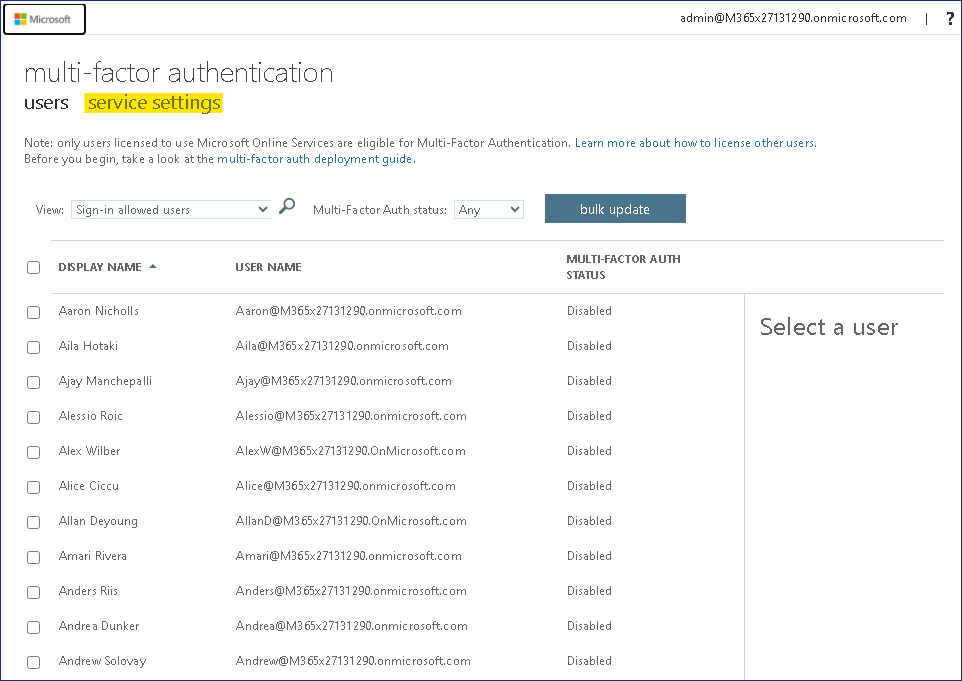 Microsoft admin@M365x27131290.onmicrosoft.com | ?
multi-factor authentication
users service settings
Note: only users licensed to use Microsoft Online Services are eligible for Multi-Factor Authentication. Learn more about how to license other users.
Before you begin, take a look at the multi-factor auth deployment guide.
View: Sign-in allowed users Multi-Factor Auth status: Any bulk update
DISPLAY NAME USER NAME MULTI-FACTOR AUTH
STATUS
Aaron Nicholls Aaron@M365x27131290.onmicrosoft.com Disabled
Select a user
Aila Hotaki Aila@M365x27131290.onmicrosoft.com Disabled
Ajay Manchepalli Ajay@M365x27131290.onmicrosoft.com Disabled
Alessio Roic Alessio@M365x27131290.onmicrosoft.com Disabled
Alex Wilber AlexW@M365x27131290.OnMicrosoft.com Disabled
Alice Ciccu Alice@M365x27131290.onmicrosoft.com Disabled
Allan Deyoung AllanD@M365x27131290.OnMicrosoft.com Disabled
Amari Rivera Amari@M365x27131290.onmicrosoft.com Disabled
Anders Riis Anders@M365x27131290.onmicrosoft.com Disabled
Andrea Dunker Andrea@M365x27131290.onmicrosoft.com Disabled
Andrew Solovay Andrew@M365x27131290.onmicrosoft.com Disabled